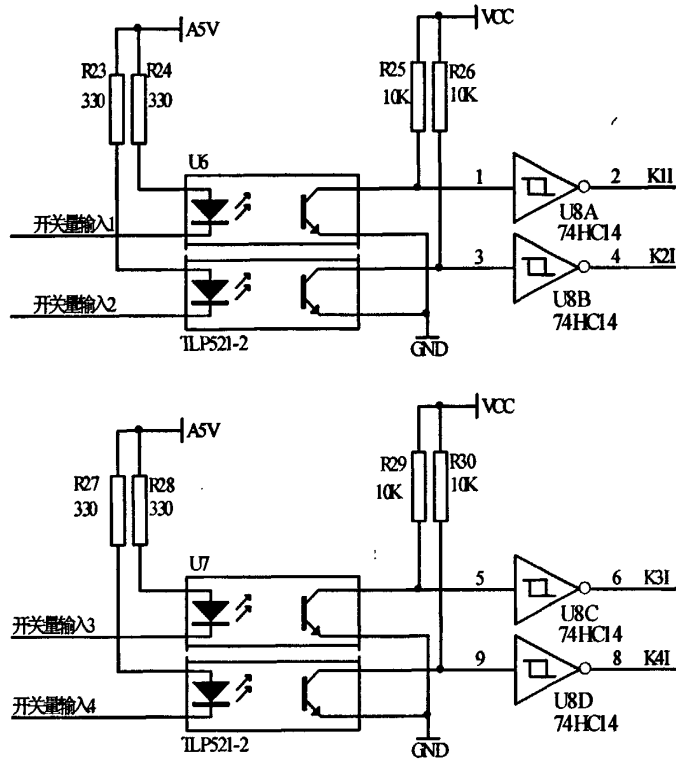 A5V
VCC
R23
R24
330
330
R25
R26
10K
10K
U6
1
2
K1I
开关量输入1
U8A
74HC14
3
4
K2I
开关量输入2
U8B
74HC14
TLP521-2
GND
A5V
VCC
R27
R28
330
330
R29
R30
10K
10K
U7
5
6
K3I
开关量输入3
U8C
74HC14
9
8
K4I
开关量输入4
U8D
74HC14
TLP521-2
GND